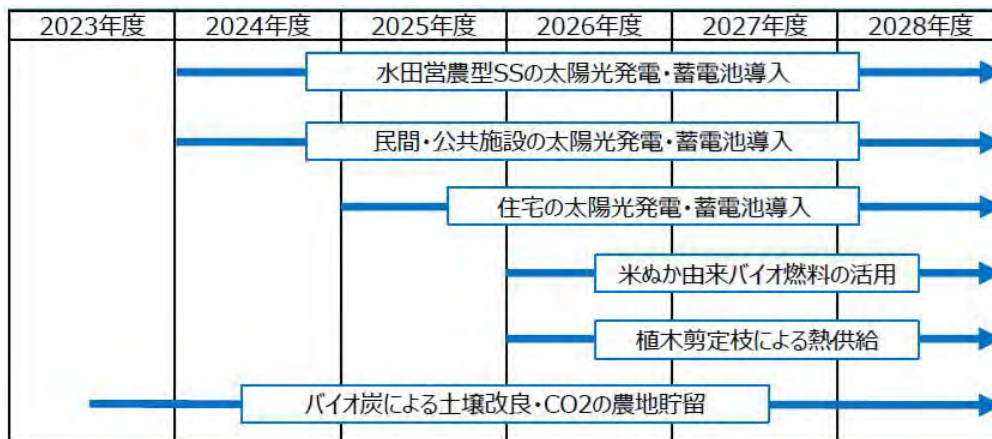 2023年度 2024年度 2025年度 2026年度 2027年度 2028年度
水田営農型SSの太陽光発電・蓄電池導入
民間・公共施設の太陽光発電・蓄電池導入
住宅の太陽光発電・蓄電池導入
米ぬか由来バイオ燃料の活用
植木剪定枝による熱供給
バイオ炭による土壌改良・CO2の農地貯留